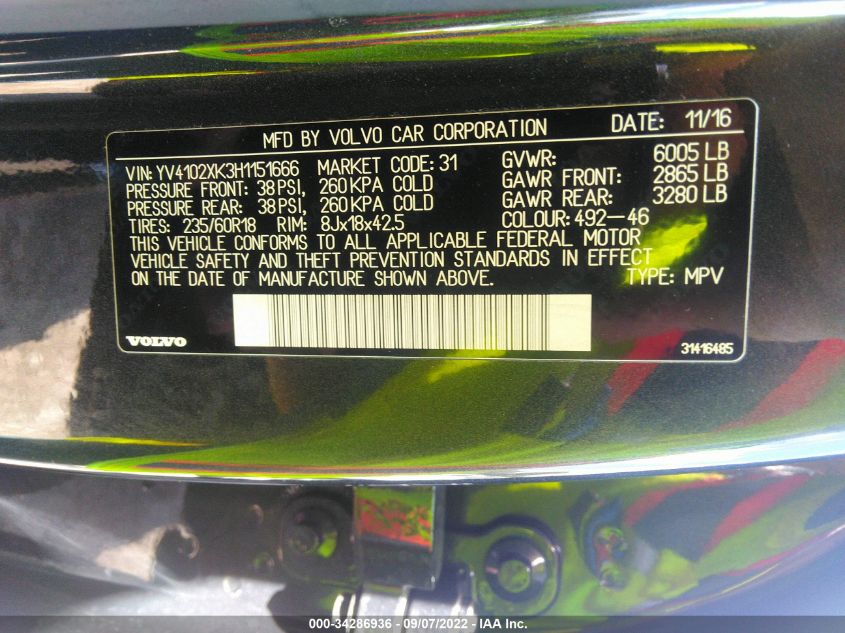 MFD BY VOLVO CAR CORPORATION DATE: 11/16
VIN: YV4102XK3H1151666 MARKET CODE: 31 GVWR: 6005 LB
PRESSURE FRONT: 38 PSI, 260 KPA COLD GAWR FRONT: 2865 LB
PRESSURE REAR: 38 PSI, 260 KPA COLD GAWR REAR: 3280 LB
TIRES: 235/60R18 RIM: 8Jx18x42.5 COLOUR: 492-46
THIS VEHICLE CONFORMS TO ALL APPLICABLE FEDERAL MOTOR
VEHICLE SAFETY AND THEFT PREVENTION STANDARDS IN EFFECT
ON THE DATE OF MANUFACTURE SHOWN ABOVE. TYPE: MPV
VOLVO 31416485
000-34286936 - 09/07/2022 - IAA Inc.